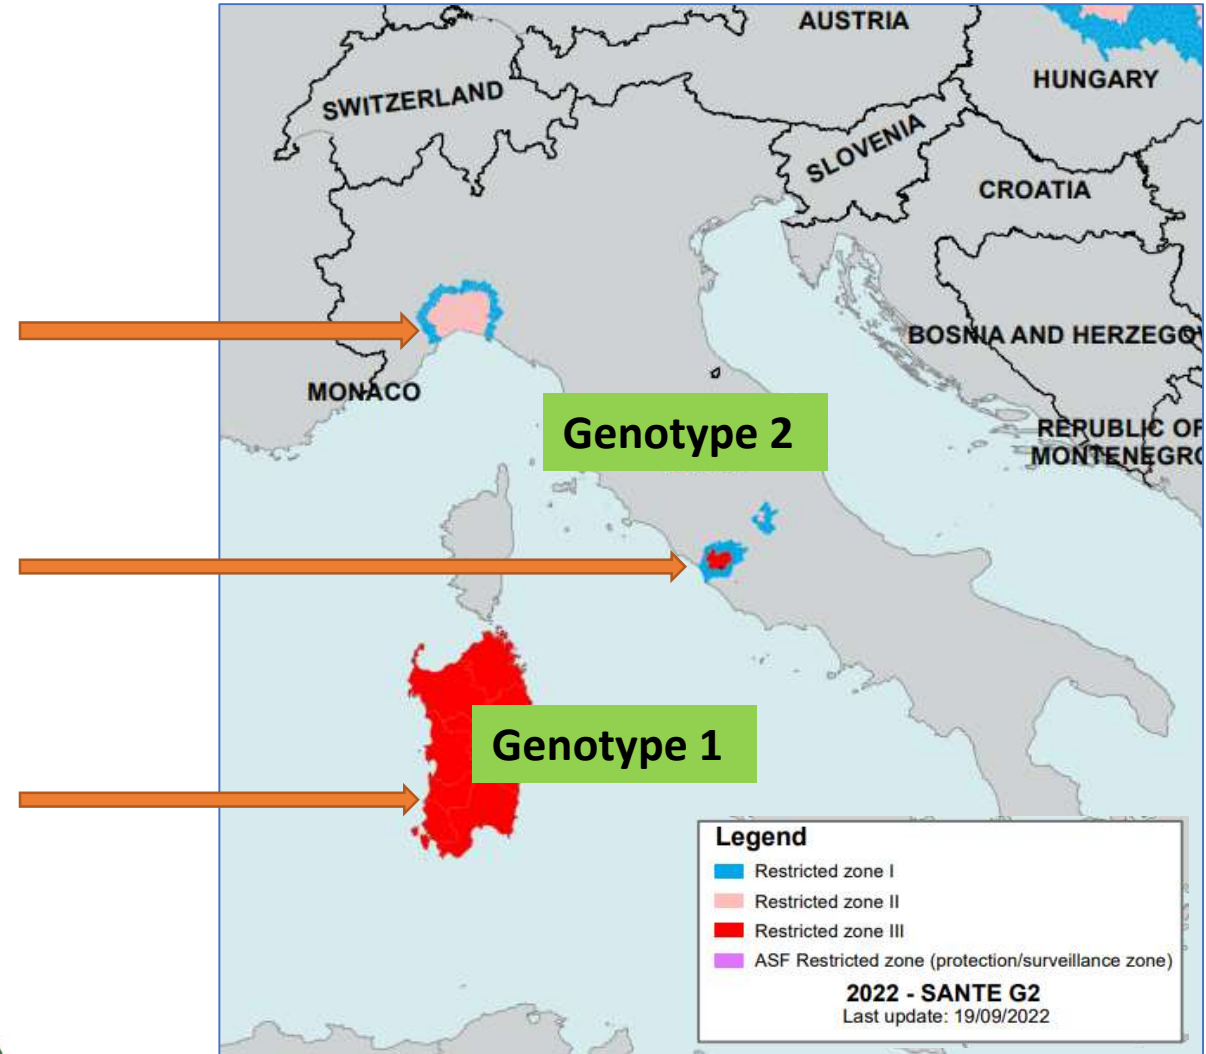 AUSTRIA
HUNGARY
SWITZERLAND
SLOVENIA
CROATIA
BOSNIA AND HERZEGO
MONACO
Genotype 2
REPUBLIC OF
MONTENEGR
Genotype 1
Legend
Restricted zone I
Restricted zone II
Restricted zone III
ASF Restricted zone (protection/surveillance zone)
2022 - SANTE G2
Last update: 19/09/2022